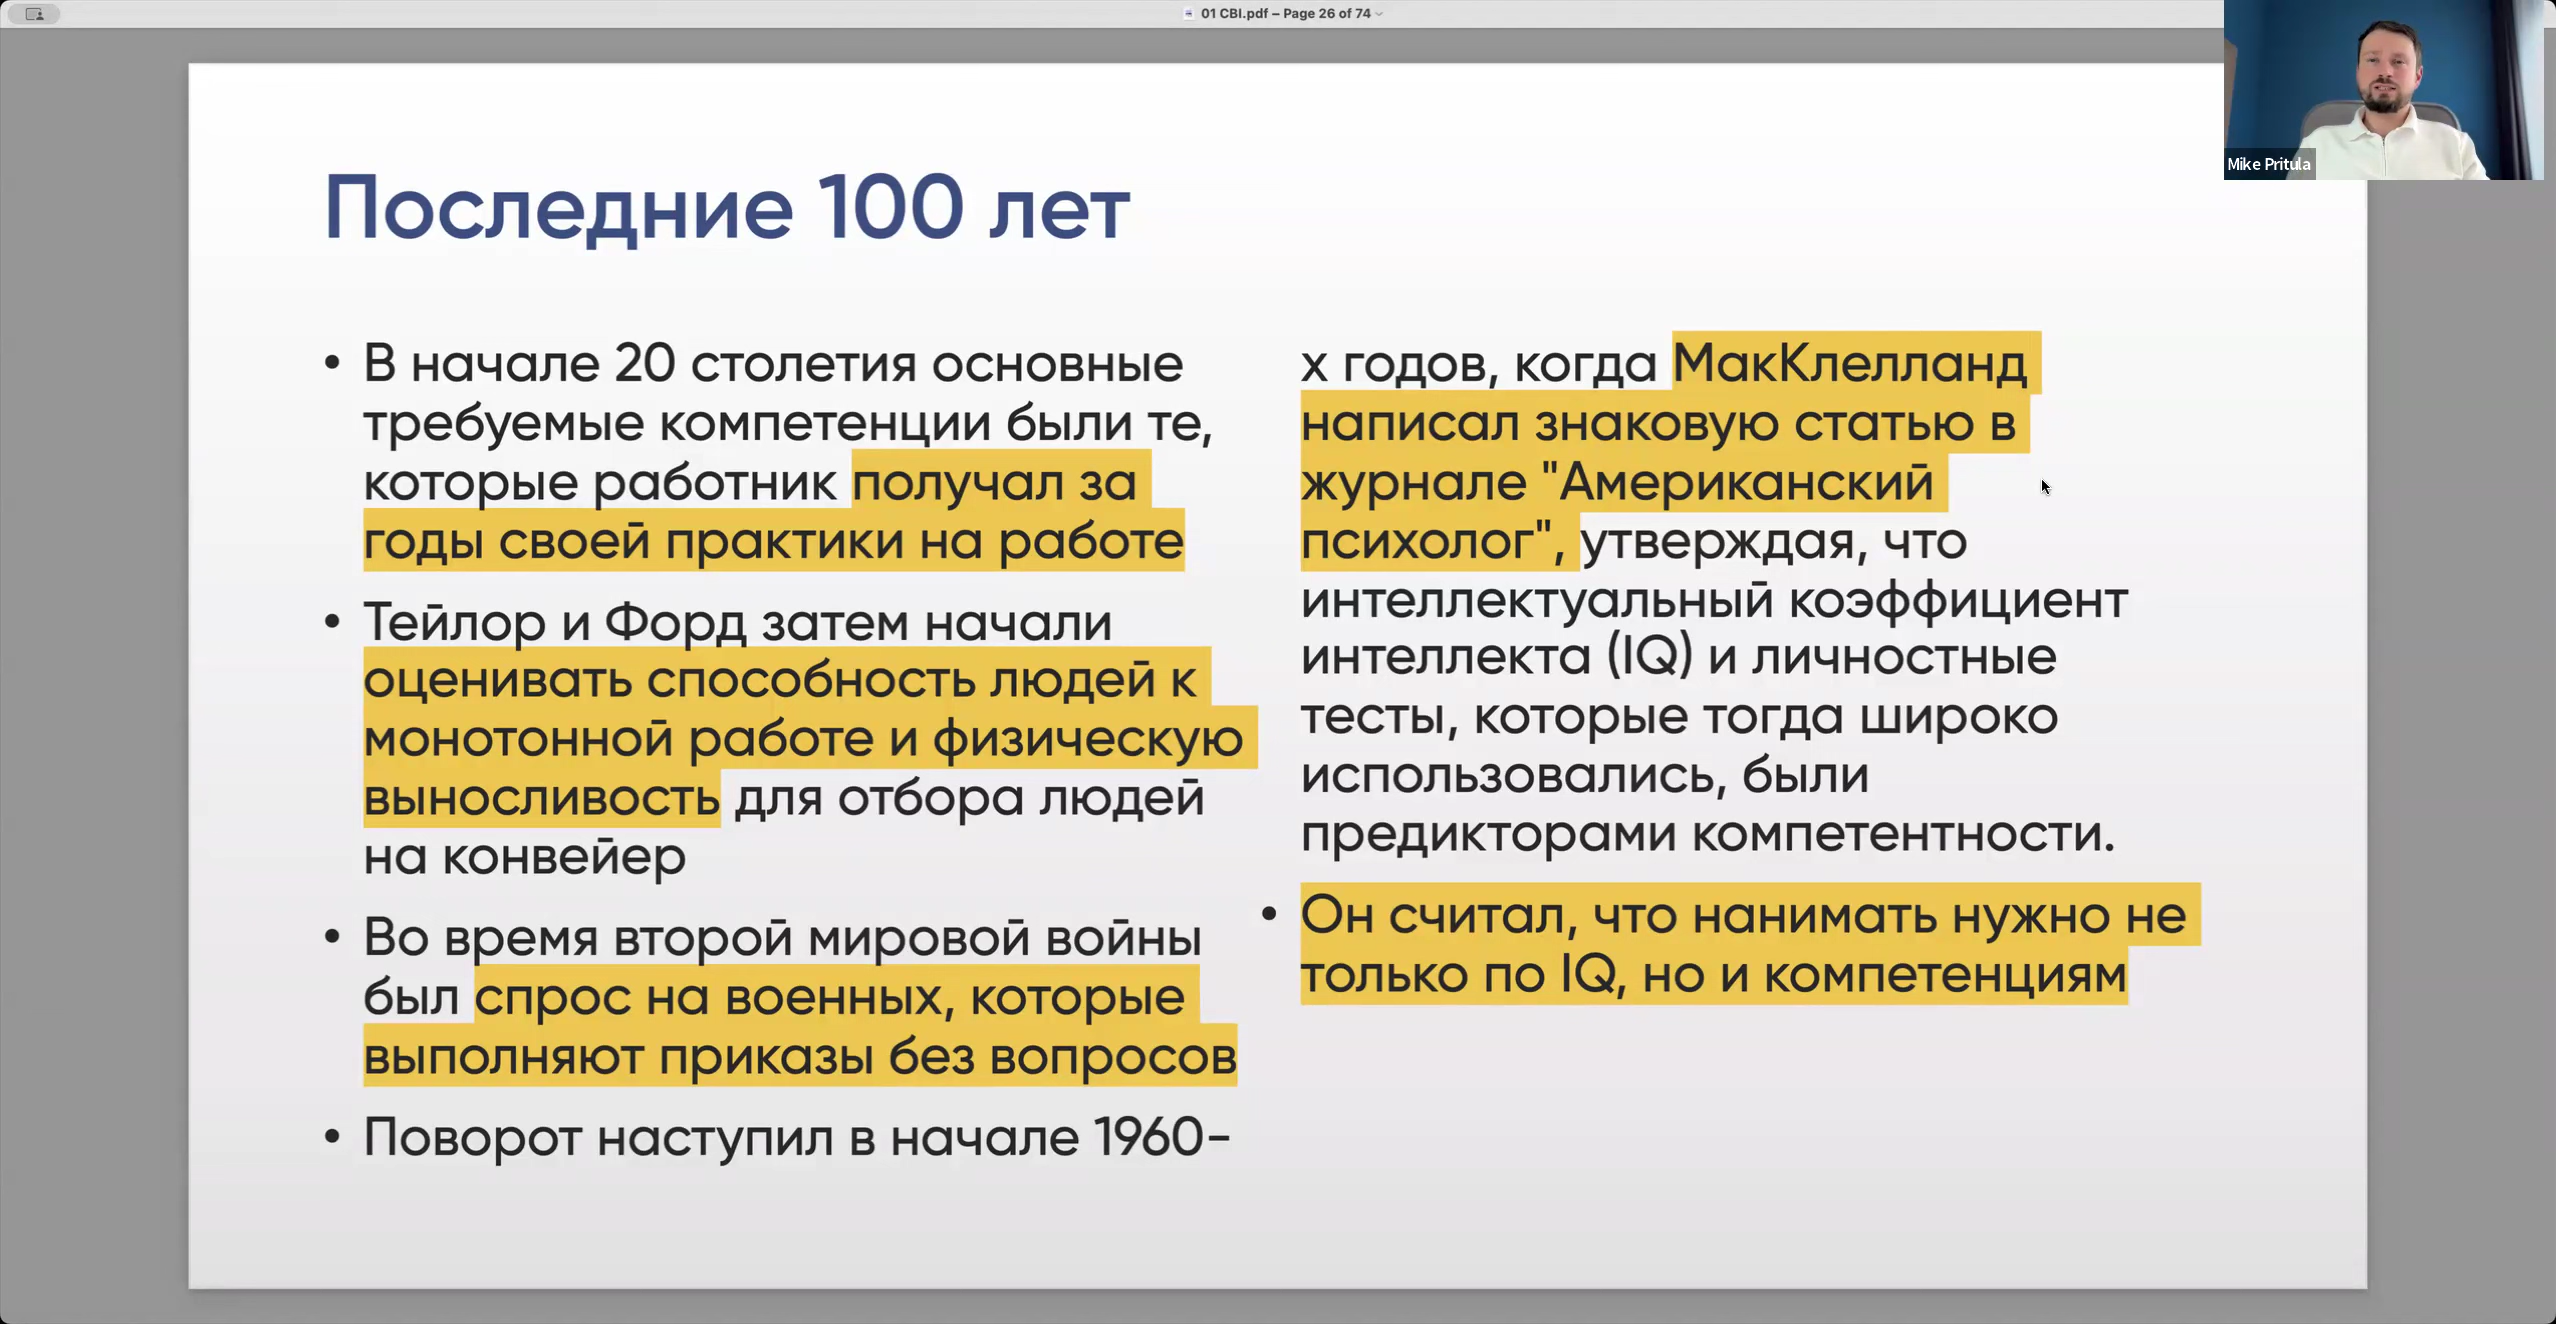 01 CBI.pdf – Page 26 of 74
Mike Pritula
Последние 100 лет
• В начале 20 столетия основные
требуемые компетенции были те,
которые работник получал за
годы своей практики на работе
• Тейлор и Форд затем начали
оценивать способность людей к
монотонной работе и физическую
выносливость для отбора людей
на конвейер
• Во время второй мировой войны
был спрос на военных, которые
выполняют приказы без вопросов
• Поворот наступил в начале 1960-
х годов, когда МакКлелланд
написал знаковую статью в
журнале "Американский
психолог", утверждая, что
интеллектуальный коэффициент
интеллекта (IQ) и личностные
тесты, которые тогда широко
использовались, были
предикторами компетентности.
• Он считал, что нанимать нужно не
только по IQ, но и компетенциям